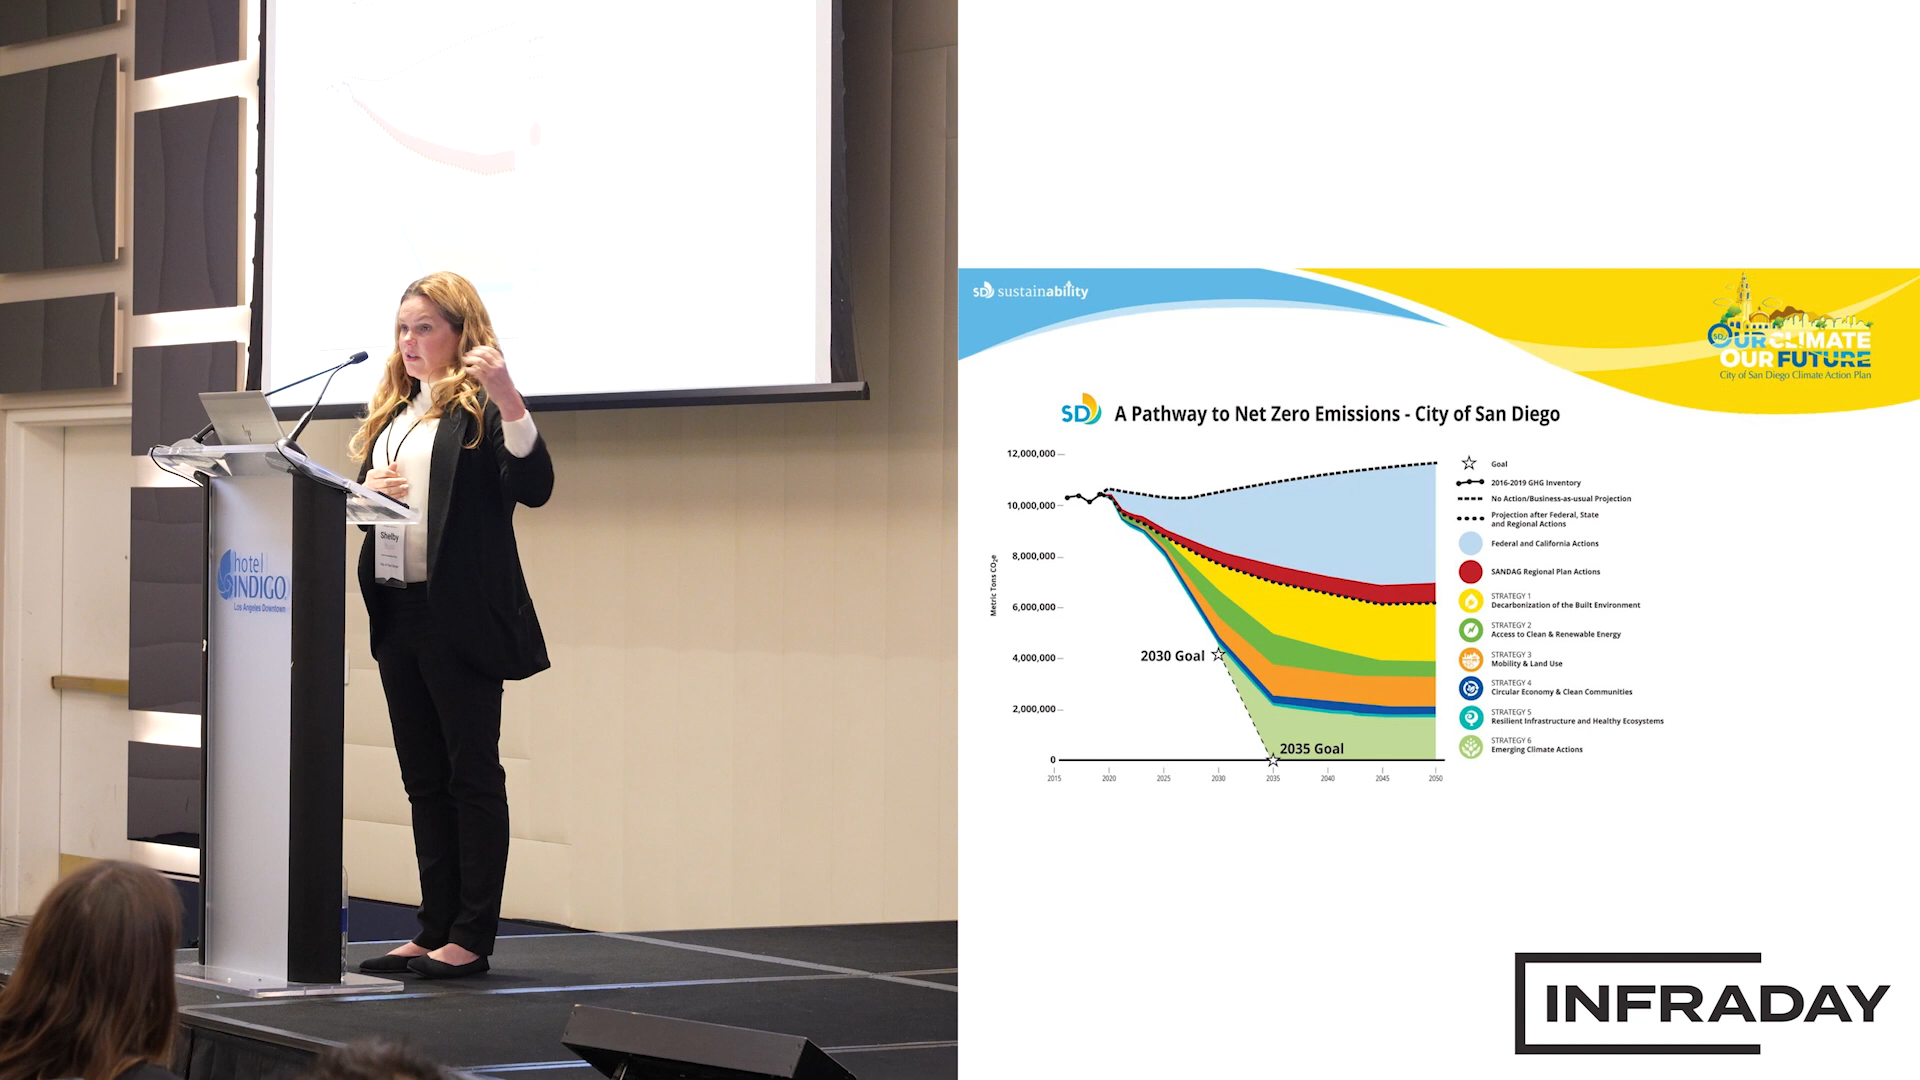 Shelby
hotel
INDIGO
Los Angeles Downtown
SD sustainability
OUR CLIMATE
OUR FUTURE
City of San Diego Climate Action Plan
SD A Pathway to Net Zero Emissions - City of San Diego
Metric Tons CO₂e
12,000,000
10,000,000
8,000,000
6,000,000
4,000,000
2,000,000
0
2015 2020 2025 2030 2035 2040 2045 2050
2030 Goal
2035 Goal
Goal
2016-2019 GHG Inventory
No Action/Business-as-usual Projection
Projection after Federal, State
and Regional Actions
Federal and California Actions
SANDAG Regional Plan Actions
STRATEGY 1
Decarbonization of the Built Environment
STRATEGY 2
Access to Clean & Renewable Energy
STRATEGY 3
Mobility & Land Use
STRATEGY 4
Circular Economy & Clean Communities
STRATEGY 5
Resilient Infrastructure and Healthy Ecosystems
STRATEGY 6
Emerging Climate Actions
INFRADAY